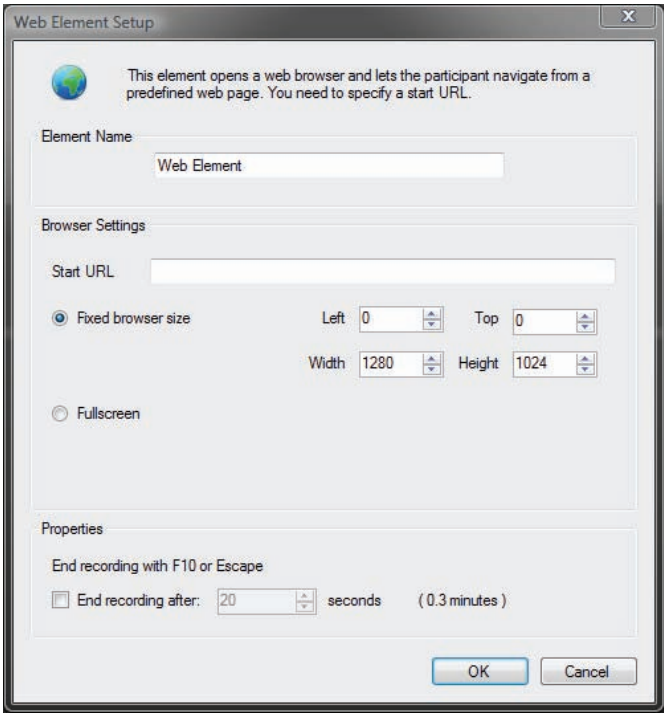 Web Element Setup
This element opens a web browser and lets the participant navigate from a
predefined web page. You need to specify a start URL.
Element Name
Web Element
Browser Settings
Start URL
Fixed browser size Left 0 Top 0
Width 1280 Height 1024
Fullscreen
Properties
End recording with F10 or Escape
End recording after: 20 seconds ( 0.3 minutes )
OK Cancel